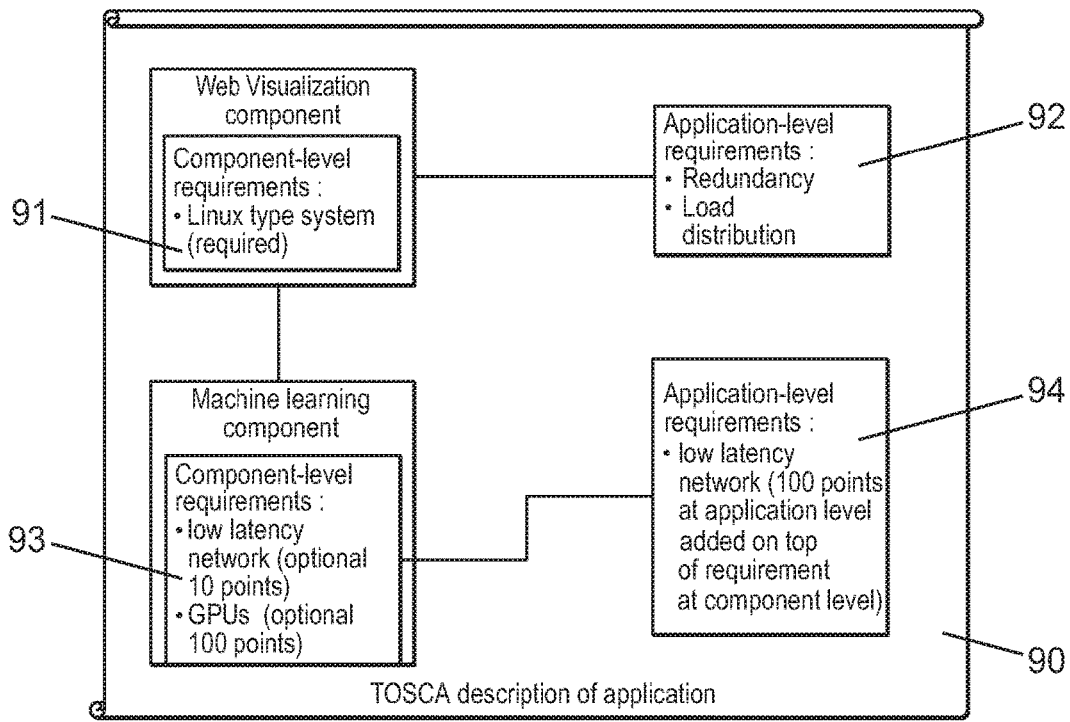 Web Visualization
component
Component-level
requirements :
• Linux type system
(required)
91
Application-level
requirements :
• Redundancy
• Load
distribution
92
Machine learning
component
Component-level
requirements :
• low latency
network (optional
10 points)
• GPUs (optional
100 points)
93
Application-level
requirements :
• low latency
network (100 points
at application level
added on top
of requirement
at component level)
94
90
TOSCA description of application